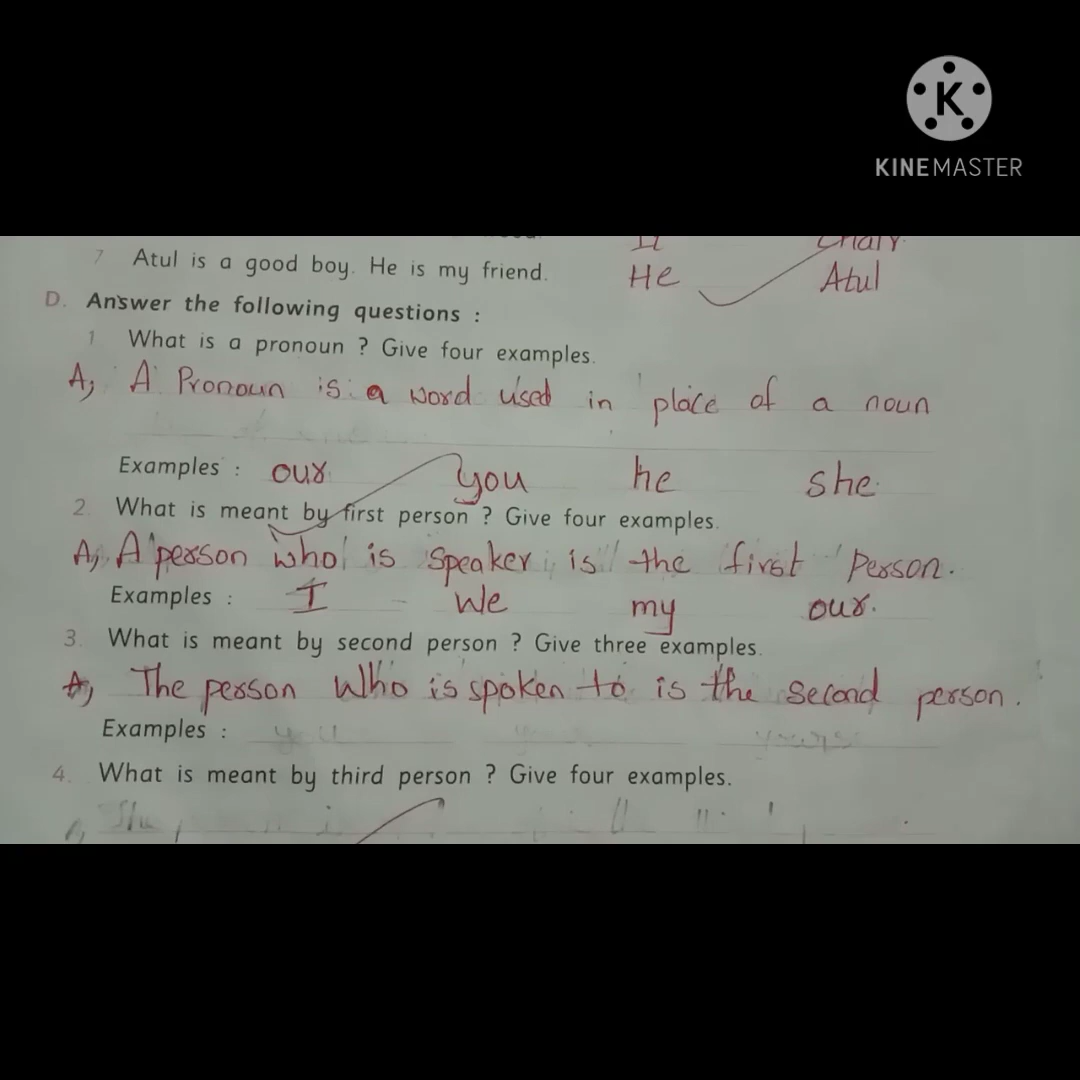 KINEMASTER
It chair
7 Atul is a good boy. He is my friend. He Atul
D. Answer the following questions :
1 What is a pronoun ? Give four examples.
A, A Pronoun is a word used in place of a noun
Examples : our you he she
2. What is meant by first person ? Give four examples.
A, A person who is speaker is the first person.
Examples : I We my our.
3. What is meant by second person ? Give three examples.
A, The person Who is spoken to is the second person.
Examples : you yours
4. What is meant by third person ? Give four examples.